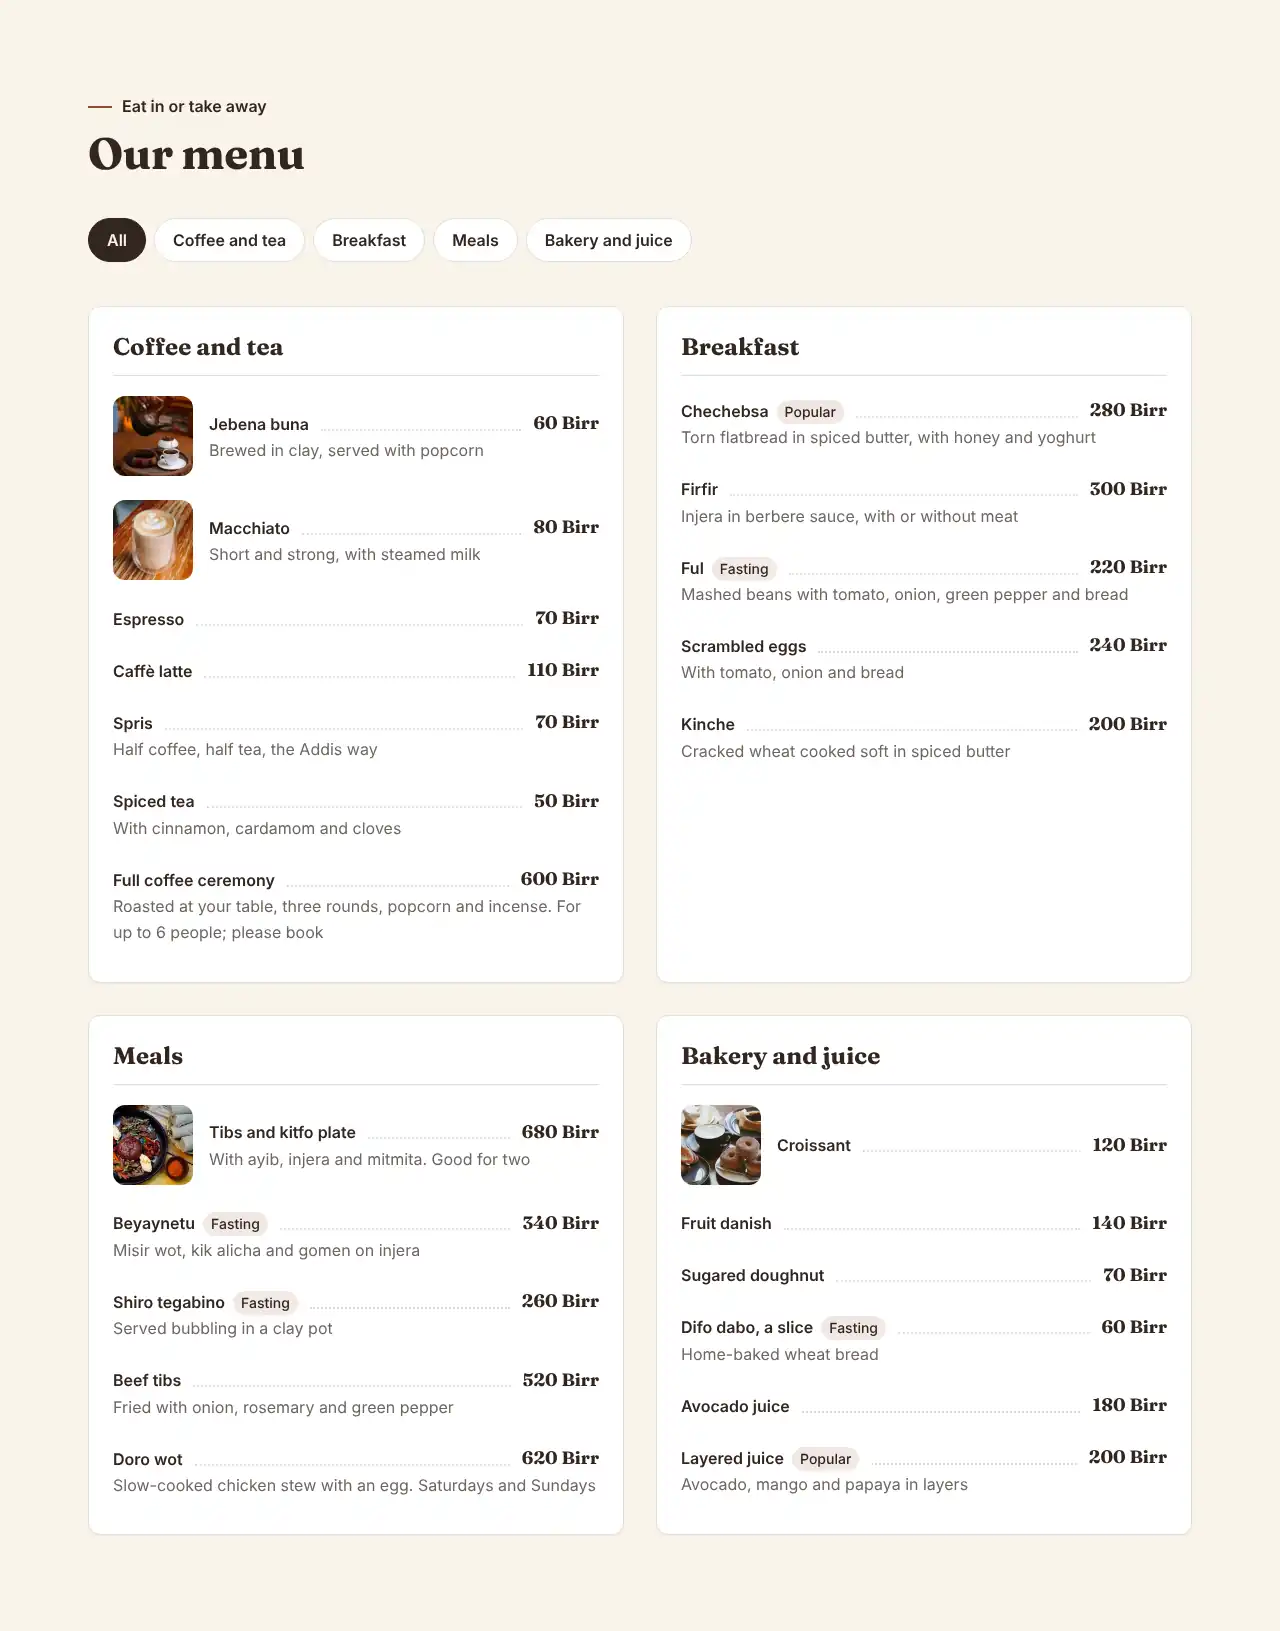 Eat in or take away
Our menu
All
Coffee and tea
Breakfast
Meals
Bakery and juice
Coffee and tea
Jebena buna 60 Birr
Brewed in clay, served with popcorn
Macchiato 80 Birr
Short and strong, with steamed milk
Espresso 70 Birr
Caffè latte 110 Birr
Spris 70 Birr
Half coffee, half tea, the Addis way
Spiced tea 50 Birr
With cinnamon, cardamom and cloves
Full coffee ceremony 600 Birr
Roasted at your table, three rounds, popcorn and incense. For
up to 6 people; please book
Breakfast
Chechebsa Popular 280 Birr
Torn flatbread in spiced butter, with honey and yoghurt
Firfir 300 Birr
Injera in berbere sauce, with or without meat
Ful Fasting 220 Birr
Mashed beans with tomato, onion, green pepper and bread
Scrambled eggs 240 Birr
With tomato, onion and bread
Kinche 200 Birr
Cracked wheat cooked soft in spiced butter
Meals
Tibs and kitfo plate 680 Birr
With ayib, injera and mitmita. Good for two
Beyaynetu Fasting 340 Birr
Misir wot, kik alicha and gomen on injera
Shiro tegabino Fasting 260 Birr
Served bubbling in a clay pot
Beef tibs 520 Birr
Fried with onion, rosemary and green pepper
Doro wot 620 Birr
Slow-cooked chicken stew with an egg. Saturdays and Sundays
Bakery and juice
Croissant 120 Birr
Fruit danish 140 Birr
Sugared doughnut 70 Birr
Difo dabo, a slice Fasting 60 Birr
Home-baked wheat bread
Avocado juice 180 Birr
Layered juice Popular 200 Birr
Avocado, mango and papaya in layers